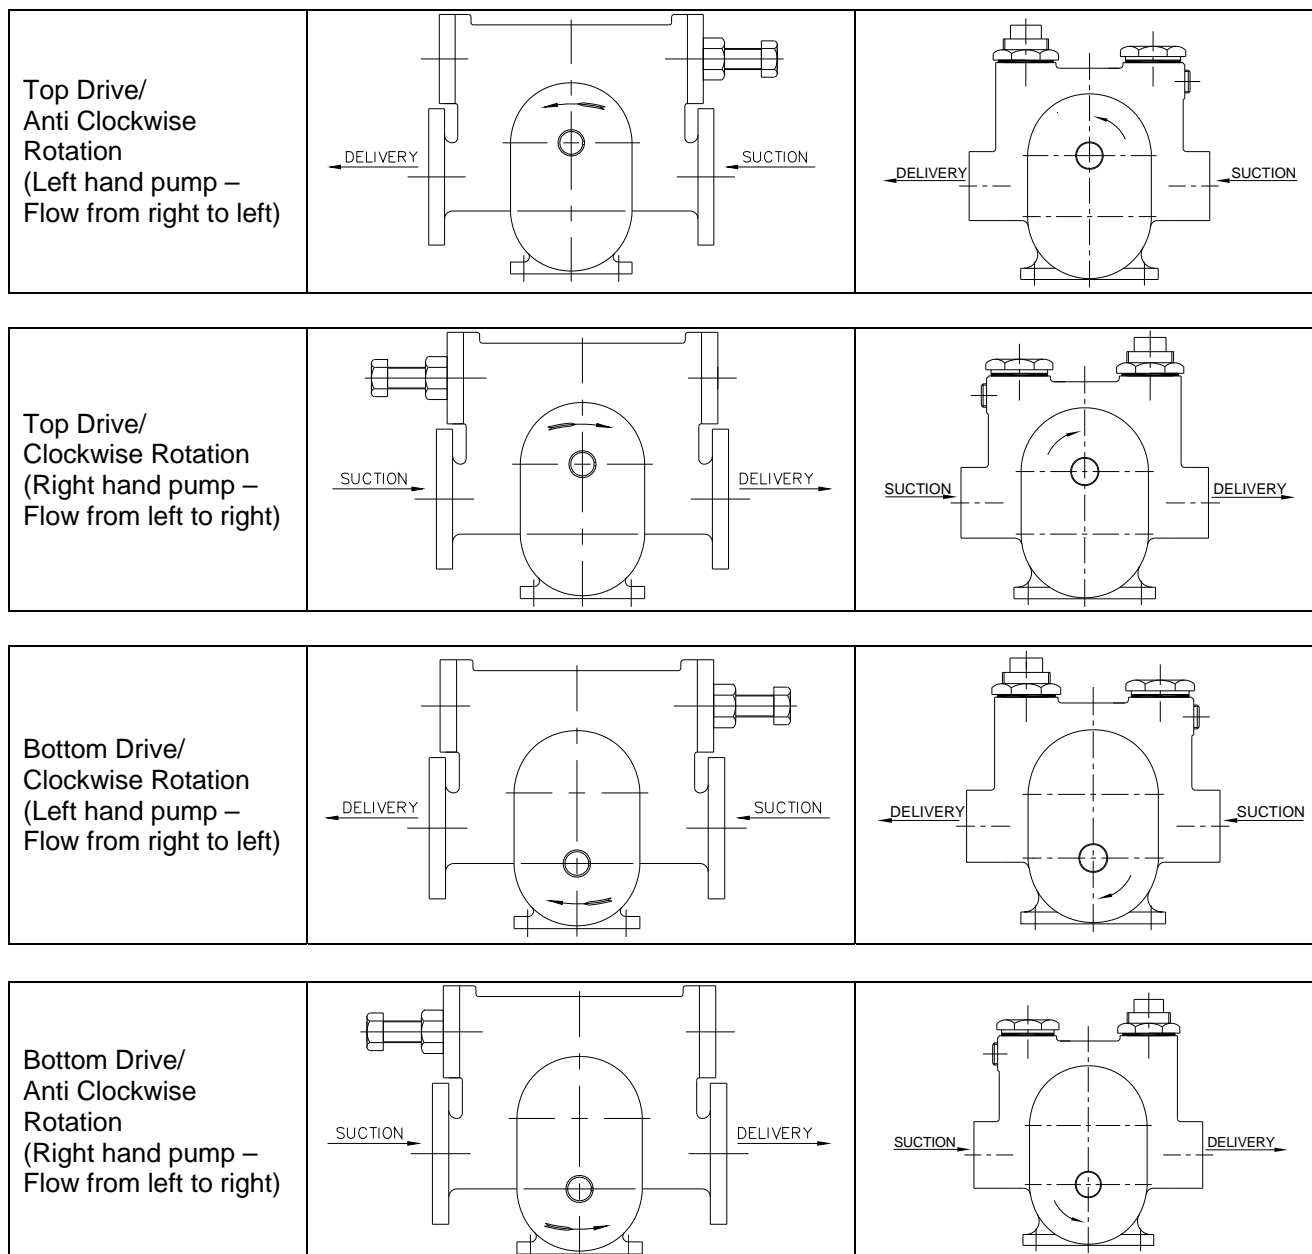 Top Drive/
Anti Clockwise
Rotation
(Left hand pump –
Flow from right to left)
DELIVERY
SUCTION
DELIVERY
SUCTION
Top Drive/
Clockwise Rotation
(Right hand pump –
Flow from left to right)
SUCTION
DELIVERY
SUCTION
DELIVERY
Bottom Drive/
Clockwise Rotation
(Left hand pump –
Flow from right to left)
DELIVERY
SUCTION
DELIVERY
SUCTION
Bottom Drive/
Anti Clockwise
Rotation
(Right hand pump –
Flow from left to right)
SUCTION
DELIVERY
SUCTION
DELIVERY